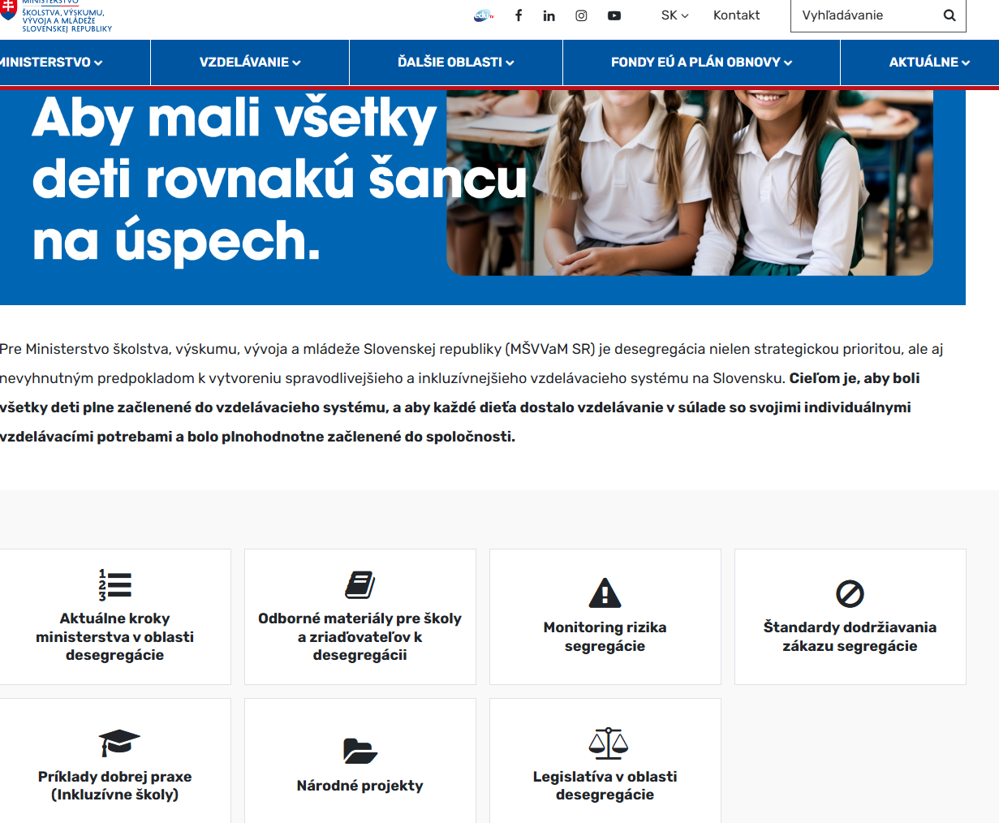 MINISTERSTVO
ŠKOLSTVA, VÝSKUMU,
VÝVOJA A MLÁDEŽE
SLOVENSKEJ REPUBLIKY
edu tv
SK
Kontakt
Vyhľadávanie
MINISTERSTVO
VZDELÁVANIE
ĎALŠIE OBLASTI
FONDY EÚ A PLÁN OBNOVY
AKTUÁLNE
Aby mali všetky
deti rovnakú šancu
na úspech.
Pre Ministerstvo školstva, výskumu, vývoja a mládeže Slovenskej republiky (MŠVVaM SR) je desegregácia nielen strategickou prioritou, ale aj
nevyhnutným predpokladom k vytvoreniu spravodlivejšieho a inkluzívnejšieho vzdelávacieho systému na Slovensku. Cieľom je, aby boli
všetky deti plne začlenené do vzdelávacieho systému, a aby každé dieťa dostalo vzdelávanie v súlade so svojimi individuálnymi
vzdelávacími potrebami a bolo plnohodnotne začlenené do spoločnosti.
Aktuálne kroky
ministerstva v oblasti
desegregácie
Odborné materiály pre školy
a zriaďovateľov k
desegregácii
Monitoring rizika
segregácie
Štandardy dodržiavania
zákazu segregácie
Príklady dobrej praxe
(Inkluzívne školy)
Národné projekty
Legislatíva v oblasti
desegregácie